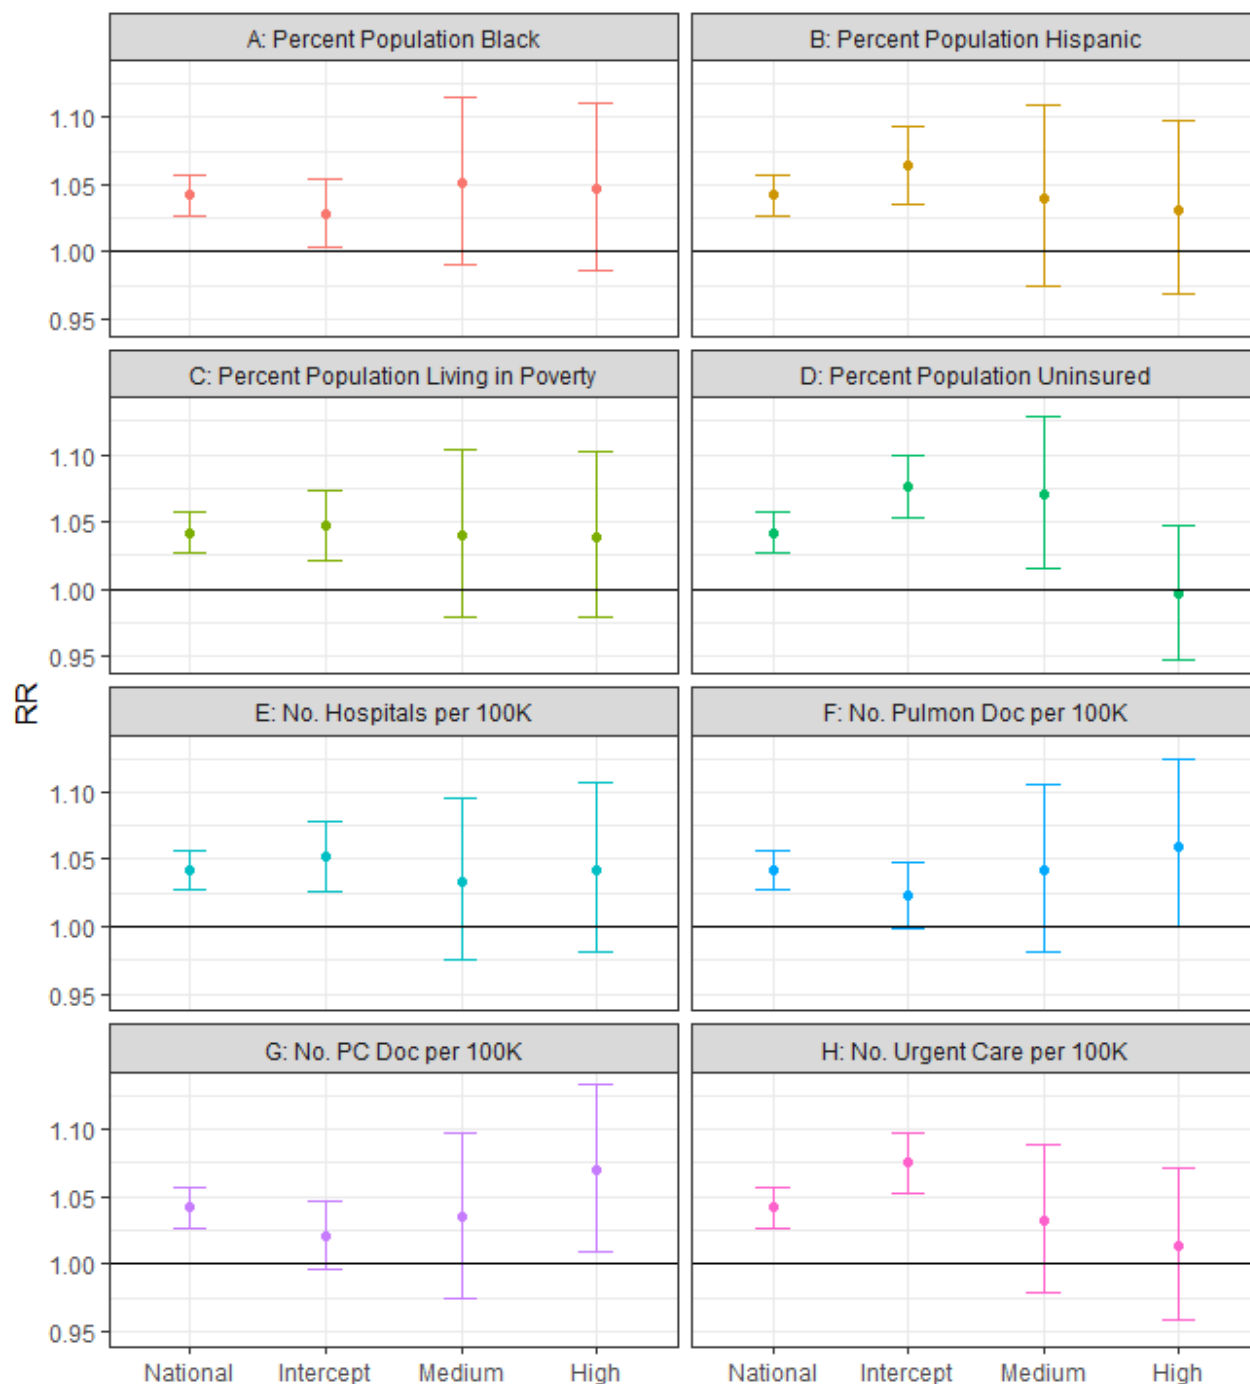 A: Percent Population Black
B: Percent Population Hispanic
1.10
1.05
1.00
0.95
C: Percent Population Living in Poverty
D: Percent Population Uninsured
1.10
1.05
1.00
0.95
RR
E: No. Hospitals per 100K
F: No. Pulmon Doc per 100K
1.10
1.05
1.00
0.95
G: No. PC Doc per 100K
H: No. Urgent Care per 100K
1.10
1.05
1.00
0.95
National Intercept Medium High National Intercept Medium High